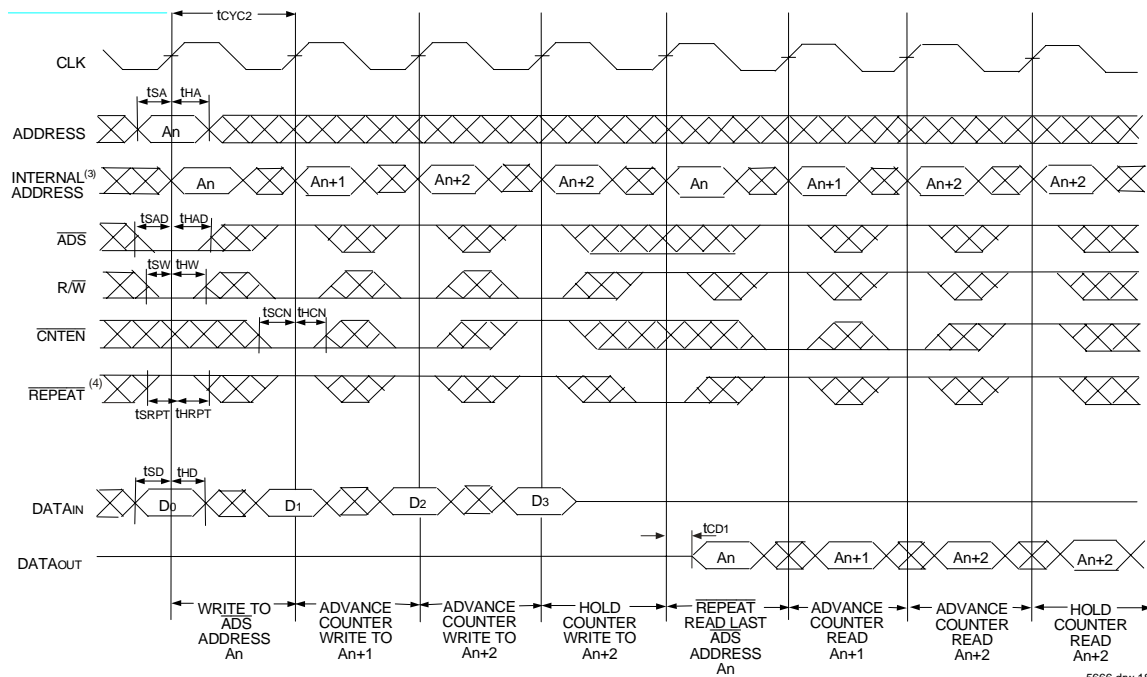 tCYC2
CLK
tSA tHA
ADDRESS An
INTERNAL(3) ADDRESS An An+1 An+2 An+2 An An+1 An+2 An+2
tSAD tHAD
ADS
tSW tHW
R/W
tSCN tHCN
CNTEN
REPEAT (4)
tSRPT tHRPT
tSD tHD
DATAIN D0 D1 D2 D3
tCD1
DATAOUT An An+1 An+2 An+2
WRITE TO ADS ADDRESS An
ADVANCE COUNTER WRITE TO An+1
ADVANCE COUNTER WRITE TO An+2
HOLD COUNTER WRITE TO An+2
REPEAT READ LAST ADS ADDRESS An
ADVANCE COUNTER READ An+1
ADVANCE COUNTER READ An+2
HOLD COUNTER READ An+2